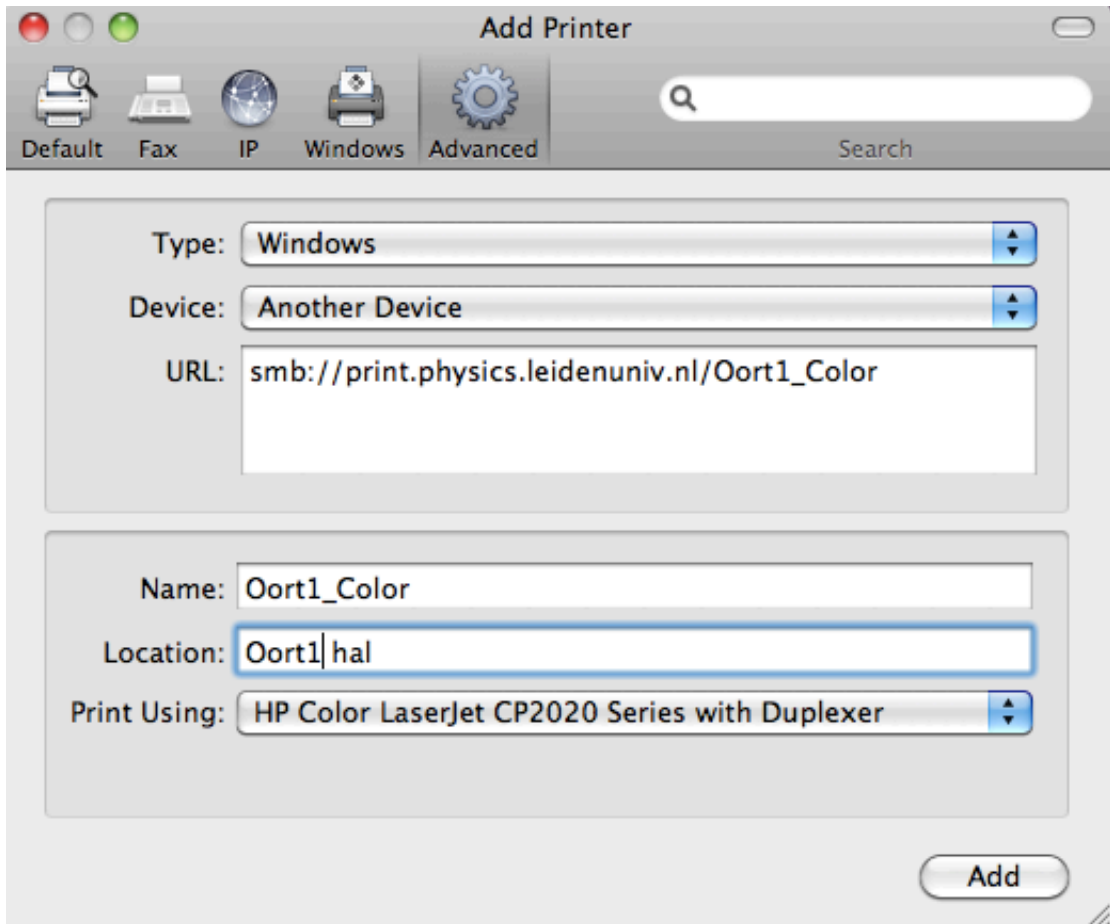 Add Printer
Default Fax IP Windows Advanced Search
Type: Windows
Device: Another Device
URL: smb://print.physics.leidenuniv.nl/Oort1_Color
Name: Oort1_Color
Location: Oort1 hal
Print Using: HP Color LaserJet CP2020 Series with Duplexer
Add